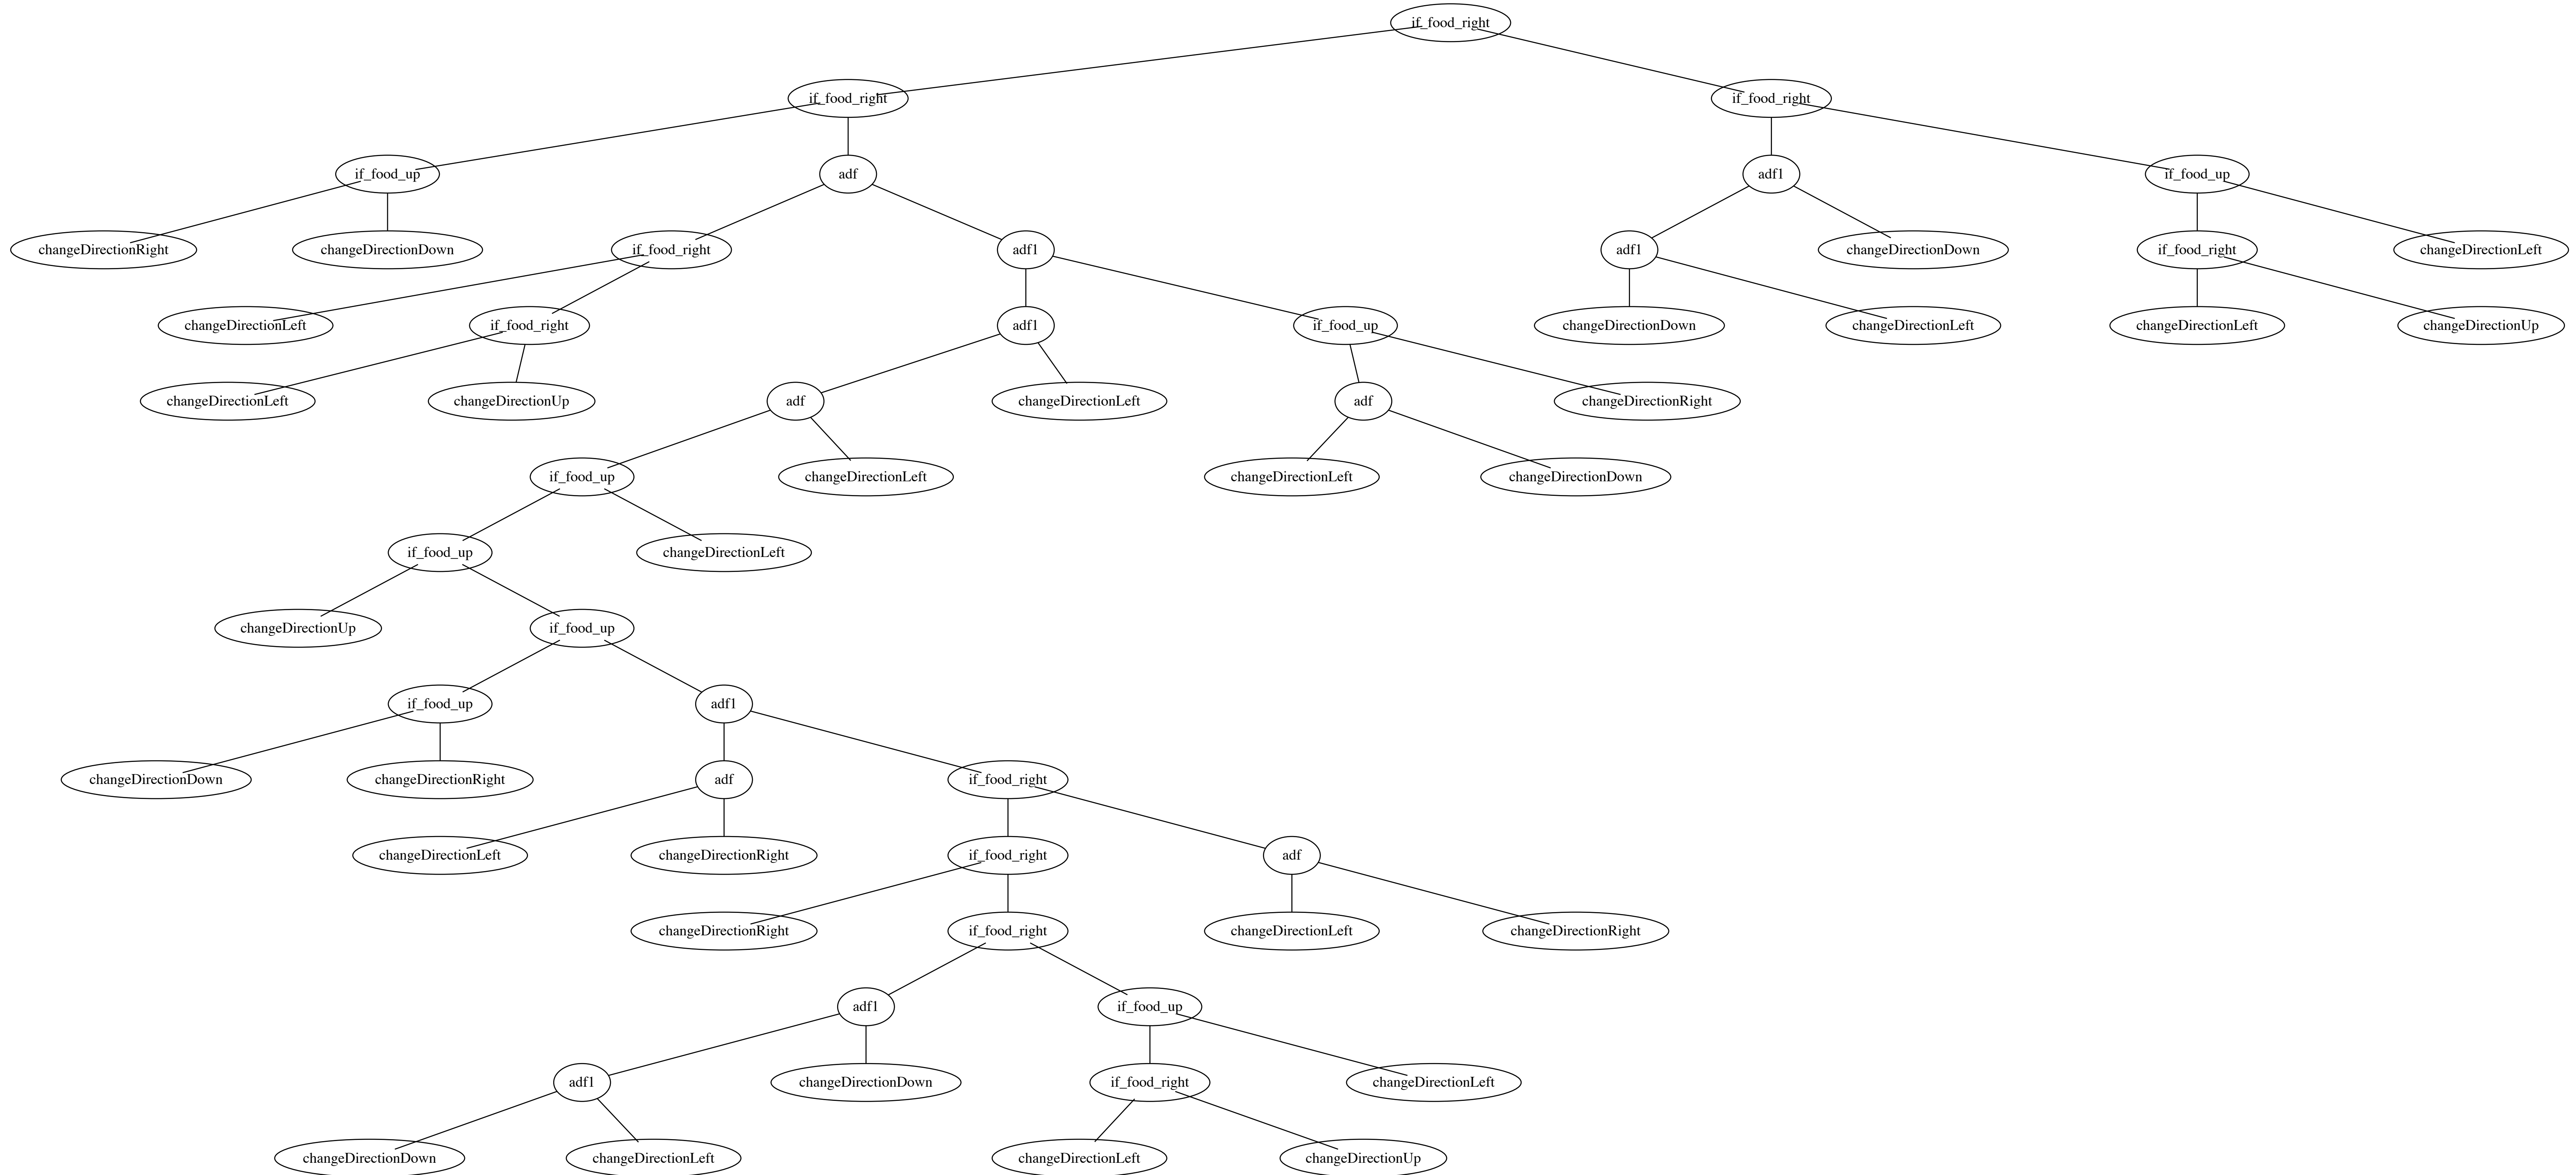 if_food_right
if_food_right
if_food_right
if_food_up
adf
adf1
if_food_up
changeDirectionRight
changeDirectionDown
if_food_right
adf1
adf1
changeDirectionDown
if_food_right
changeDirectionLeft
changeDirectionLeft
if_food_right
adf1
if_food_up
changeDirectionDown
changeDirectionLeft
changeDirectionLeft
changeDirectionUp
changeDirectionLeft
changeDirectionUp
adf
changeDirectionLeft
adf
changeDirectionRight
if_food_up
changeDirectionLeft
changeDirectionLeft
changeDirectionDown
if_food_up
changeDirectionLeft
changeDirectionUp
if_food_up
if_food_up
adf1
changeDirectionDown
changeDirectionRight
adf
if_food_right
changeDirectionLeft
changeDirectionRight
if_food_right
adf
changeDirectionRight
if_food_right
changeDirectionLeft
changeDirectionRight
adf1
if_food_up
adf1
changeDirectionDown
if_food_right
changeDirectionLeft
changeDirectionDown
changeDirectionLeft
changeDirectionLeft
changeDirectionUp